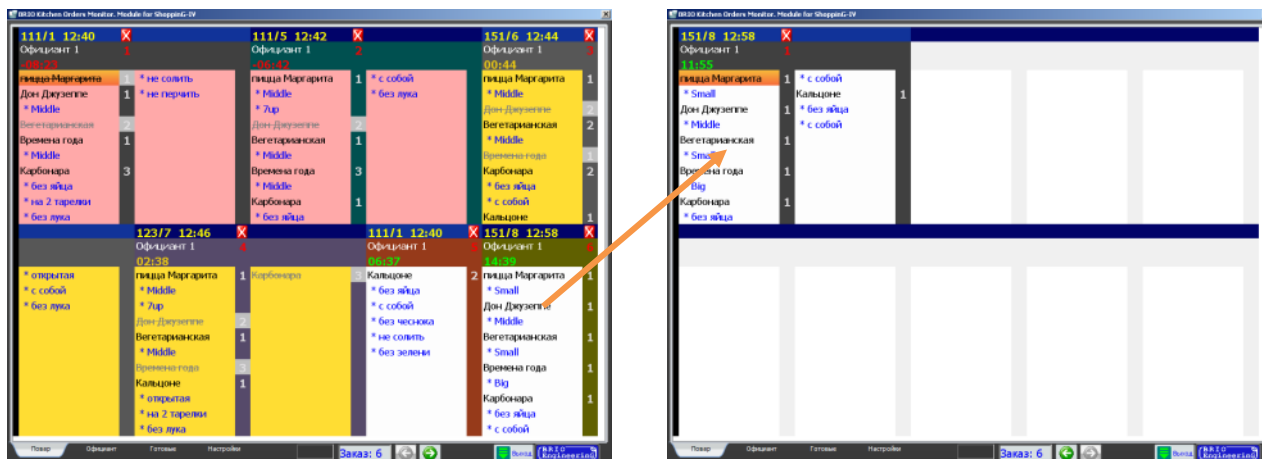 BRIO Kitchen Orders Monitor. Module for ShoppinG-IV
111/1 12:40
Официант 1
1
-08:23
пицца Маргарита 1
Дон Джузеппе 1
* Middle
Вегетарианская 2
Времена года 1
* Middle
Карбонара 3
* без яйца
* на 2 тарелки
* без лука
* не солить
* не перчить
111/5 12:42
Официант 1
2
-06:42
пицца Маргарита 1
* Middle
* 7up
Дон Джузеппе 2
Вегетарианская 1
* Middle
Времена года 3
* Middle
Карбонара 1
* без яйца
* с собой
* без лука
151/6 12:44
Официант 1
3
00:44
пицца Маргарита 1
* Middle
Дон Джузеппе 2
Вегетарианская 2
* Middle
Времена года 1
Карбонара 2
* без яйца
* с собой
Кальцоне 1
* открытая
* с собой
* без лука
123/7 12:46
Официант 1
4
02:38
пицца Маргарита 1
* Middle
* 7up
Дон Джузеппе 2
Вегетарианская 1
* Middle
Времена года 3
Кальцоне 1
* открытая
* на 2 тарелки
* без лука
Карбонара 3
111/1 12:40
Официант 1
06:37
Кальцоне 2
* без яйца
* с собой
* без чеснока
* не солить
* без зелени
151/8 12:58
Официант 1
14:39
пицца Маргарита 1
* Small
Дон Джузеппе 1
* Middle
Вегетарианская 1
* Small
Времена года 1
* Big
Карбонара 1
* без яйца
* с собой
Повар Официант Готовые Настройки
Заказ: 6
Выход
BRIO Engineering
BRIO Kitchen Orders Monitor. Module for ShoppinG-IV
151/8 12:58
Официант 1
1
11:55
пицца Маргарита 1
* Small
Дон Джузеппе 1
* Middle
Вегетарианская 1
* Small
Времена года 1
* Big
Карбонара 1
* без яйца
* с собой
Кальцоне 1
* без яйца
* с собой
Повар Официант Готовые Настройки
Заказ: 6
Выход
BRIO Engineering